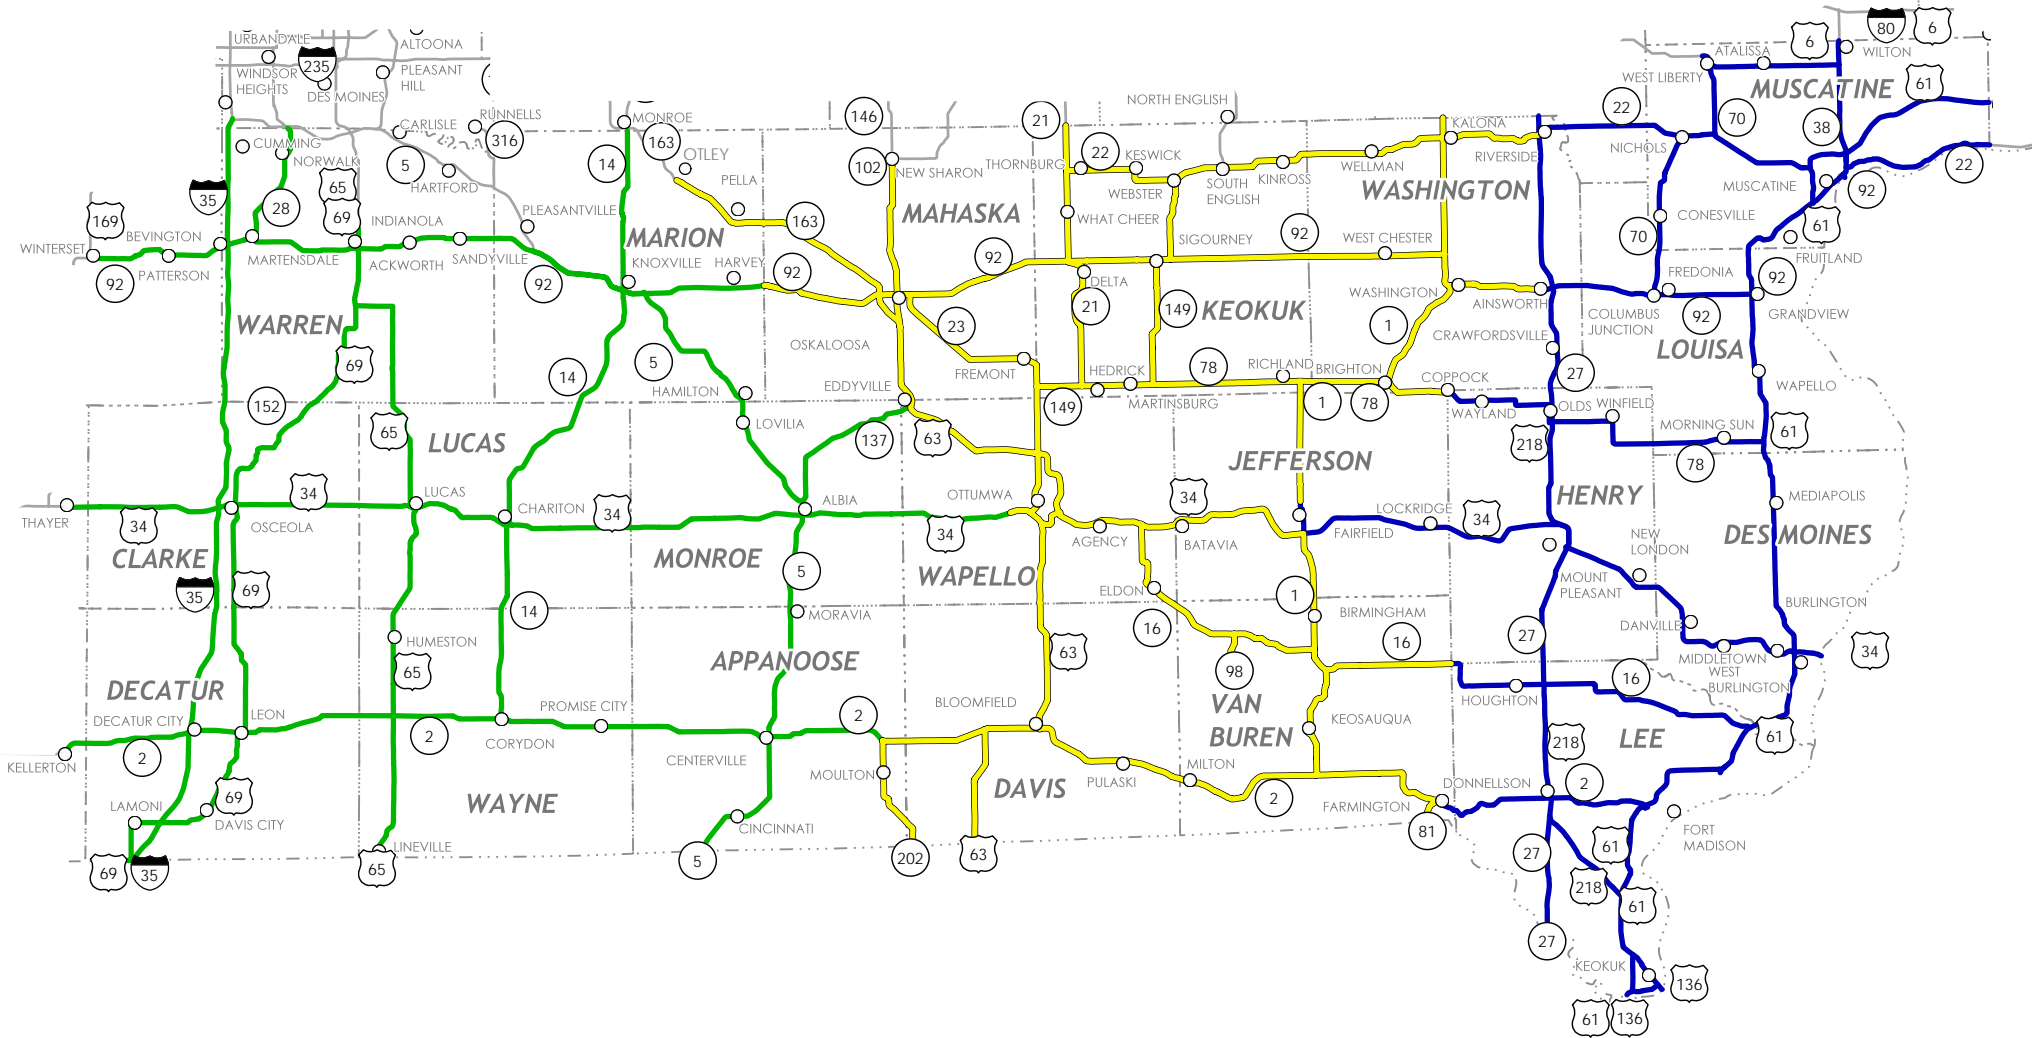 URBANDALE
ALTOONA
235
WINDSOR
HEIGHTS
PLEASANT
HILL
DES MOINES
RUNNELLS
CARLISLE
316
CUMMING
NORWALK
5
HARTFORD
35
65
69
28
169
BEVINGTON
INDIANOLA
PLEASANTVILLE
WINTERSET
PATTERSON
MARTENSDALE
ACKWORTH
SANDYVILLE
92
92
WARREN
MONROE
163
14
OTLEY
PELLA
MARION
163
KNOXVILLE
HARVEY
92
146
102
NEW SHARON
MAHASKA
92
21
NORTH ENGLISH
22
THORNBURG
KESWICK
WEBSTER
SOUTH
ENGLISH
KINROSS
WELLMAN
KALONA
RIVERSIDE
WASHINGTON
WHAT CHEER
SIGOURNEY
92
WEST CHESTER
DELTA
21
149
KEOKUK
WASHINGTON
AINSWORTH
1
CRAWFORDSVILLE
6
80
6
ATALISSA
WILTON
WEST LIBERTY
MUSCATINE
61
22
70
38
NICHOLS
MUSCATINE
92
22
61
70
CONESVILLE
FRUITLAND
FREDONIA
92
COLUMBUS
JUNCTION
92
GRANDVIEW
LOUISA
WAPELLO
69
152
14
5
HAMILTON
LOVILIA
OSKALOOSA
EDDYVILLE
23
FREMONT
HEDRICK
78
RICHLAND
BRIGHTON
MARTINSBURG
149
1
78
COPPOCK
WAYLAND
27
OLDS
WINFIELD
MORNING SUN
61
78
218
65
LUCAS
137
63
JEFFERSON
HENRY
34
LUCAS
CHARITON
34
ALBIA
OTTUMWA
34
34
THAYER
34
OSCEOLA
AGENCY
BATAVIA
FAIRFIELD
LOCKRIDGE
34
MEDIAPOLIS
DES MOINES
NEW
LONDON
CLARKE
MONROE
WAPELLO
35
69
5
ELDON
1
MOUNT
PLEASANT
BURLINGTON
14
MORAVIA
16
BIRMINGHAM
16
27
DANVILLE
HUMESTON
65
APPANOOSE
63
98
34
MIDDLETOWN
WEST
BURLINGTON
16
HOUGHTON
DECATUR
DECATUR CITY
LEON
2
2
CORYDON
PROMISE CITY
2
BLOOMFIELD
VAN
BUREN
KEOSAUQUA
218
LEE
61
KELLERTON
CENTERVILLE
MOULTON
DAVIS
PULASKI
MILTON
2
FARMINGTON
DONNELLSON
2
LAMONI
69
DAVIS CITY
WAYNE
CINCINNATI
81
FORT
MADISON
LINEVILLE
69
35
65
5
202
63
27
61
218
61
27
KEOKUK
136
61
136